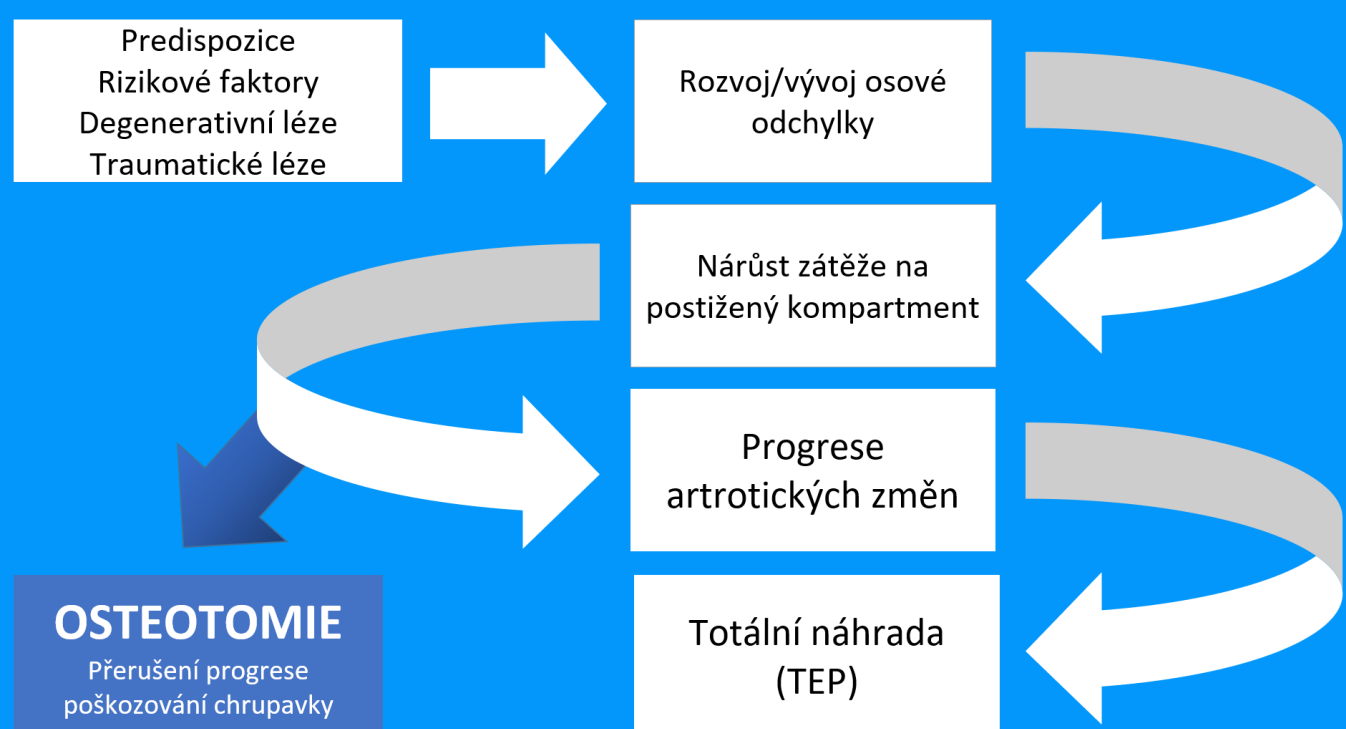 Predispozice
Rizikové faktory
Degenerativní léze
Traumatické léze
Rozvoj/vývoj osové
odchylky
Nárůst zátěže na
postižený kompartment
Progrese
artrotických změn
Totální náhrada
(TEP)
OSTEOTOMIE
Přerušení progrese
poškozování chrupavky